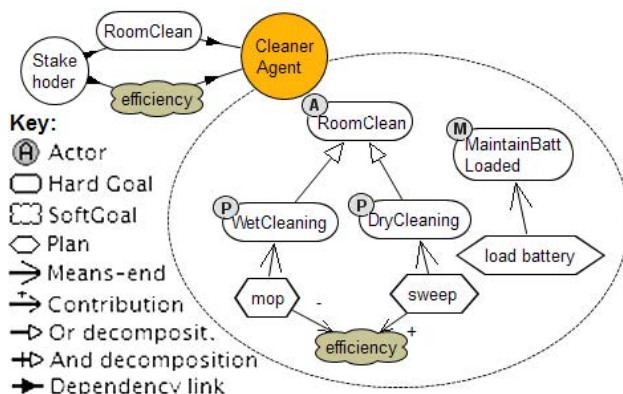 RoomClean
Stake
hoder
efficiency
Cleaner
Agent
Key:
A Actor
Hard Goal
SoftGoal
Plan
Means-end
+ Contribution
Or decomposit.
And decomposition
Dependency link
A
RoomClean
M
MaintainBatt
Loaded
P
WetCleaning
P
DryCleaning
load battery
mop
-
sweep
+
efficiency